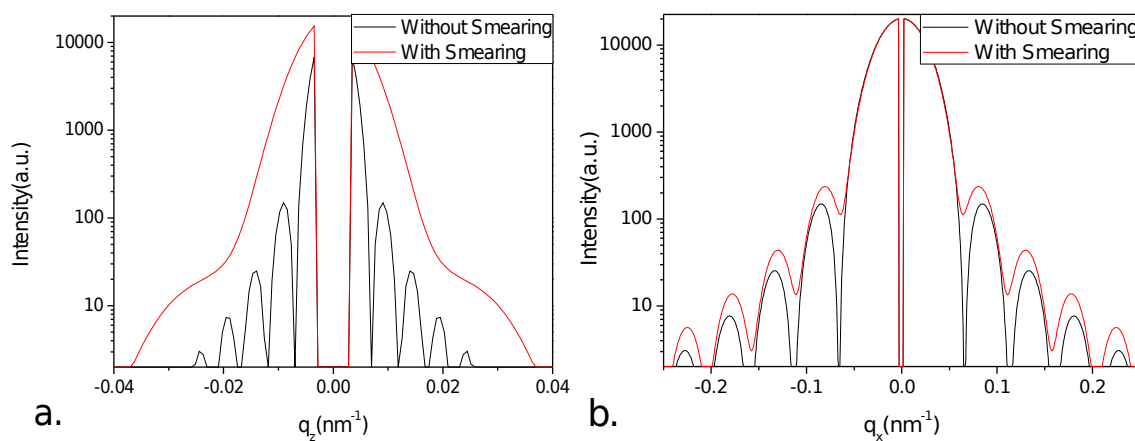 Without Smearing
With Smearing
10000
1000
100
10
Intensity(a.u.)
-0.04
-0.02
0.00
0.02
0.04
a.
q_z(nm⁻¹)
Without Smearing
With Smearing
10000
1000
100
10
Intensity(a.u.)
-0.2
-0.1
0.0
0.1
0.2
b.
q_x(nm⁻¹)